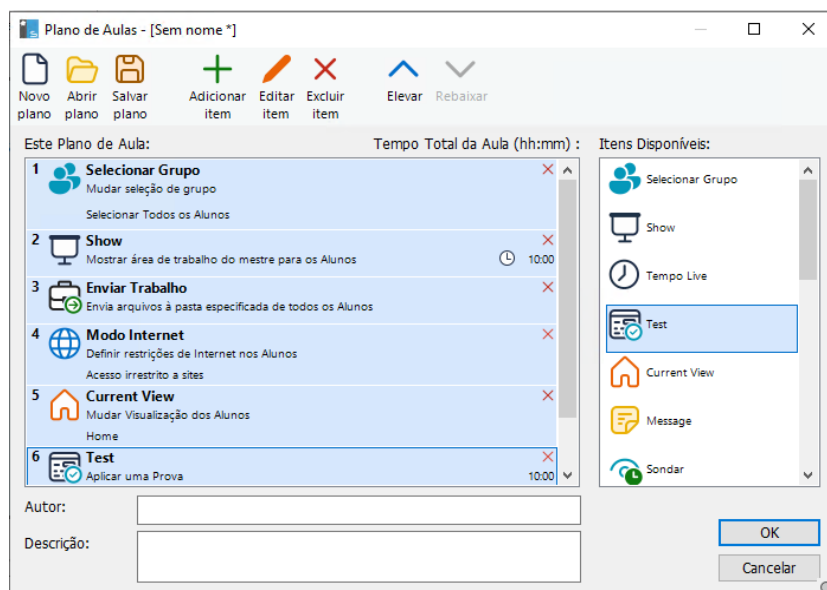 Plano de Aulas - [Sem nome *]
Novo plano
Abrir plano
Salvar plano
Adicionar item
Editar item
Excluir item
Elevar
Rebaixar
Este Plano de Aula:
Tempo Total da Aula (hh:mm) :
1 Selecionar Grupo
Mudar seleção de grupo
Selecionar Todos os Alunos
2 Show
Mostrar área de trabalho do mestre para os Alunos
10:00
3 Enviar Trabalho
Envia arquivos à pasta especificada de todos os Alunos
4 Modo Internet
Definir restrições de Internet nos Alunos
Acesso irrestrito a sites
5 Current View
Mudar Visualização dos Alunos
Home
6 Test
Aplicar uma Prova
10:00
Itens Disponíveis:
Selecionar Grupo
Show
Tempo Live
Test
Current View
Message
Sondar
Autor:
Descrição:
OK
Cancelar